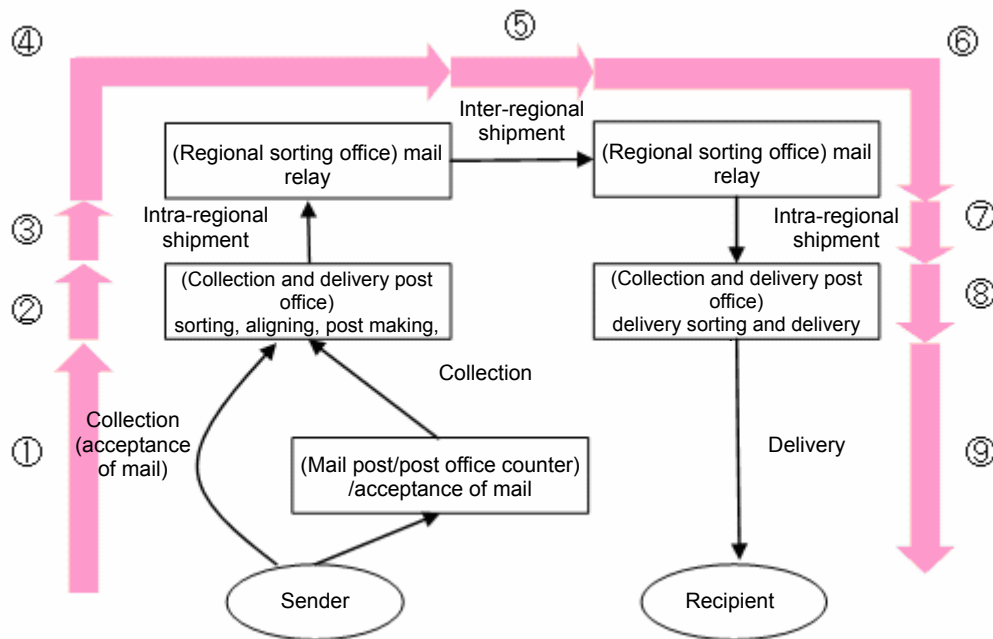 ④
⑤
⑥
Inter-regional
shipment
(Regional sorting office) mail
relay
(Regional sorting office) mail
relay
③
Intra-regional
shipment
Intra-regional
shipment
⑦
②
(Collection and delivery post
office)
sorting, aligning, post making,
(Collection and delivery post
office)
delivery sorting and delivery
⑧
Collection
Collection
(acceptance
of mail)
①
(Mail post/post office counter)
/acceptance of mail
Delivery
⑨
Sender
Recipient